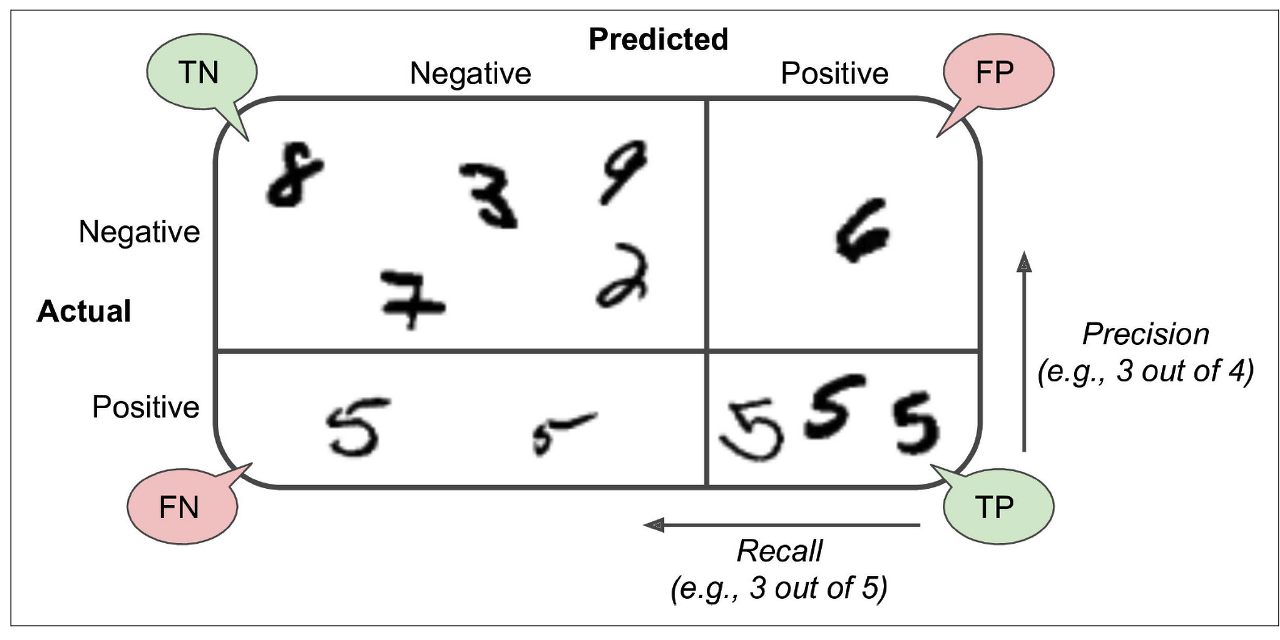 Predicted
TN
Negative
Positive
FP
8
3
9
6
Negative
7
2
Actual
Precision
(e.g., 3 out of 4)
Positive
5
5
5
5
5
FN
TP
Recall
(e.g., 3 out of 5)